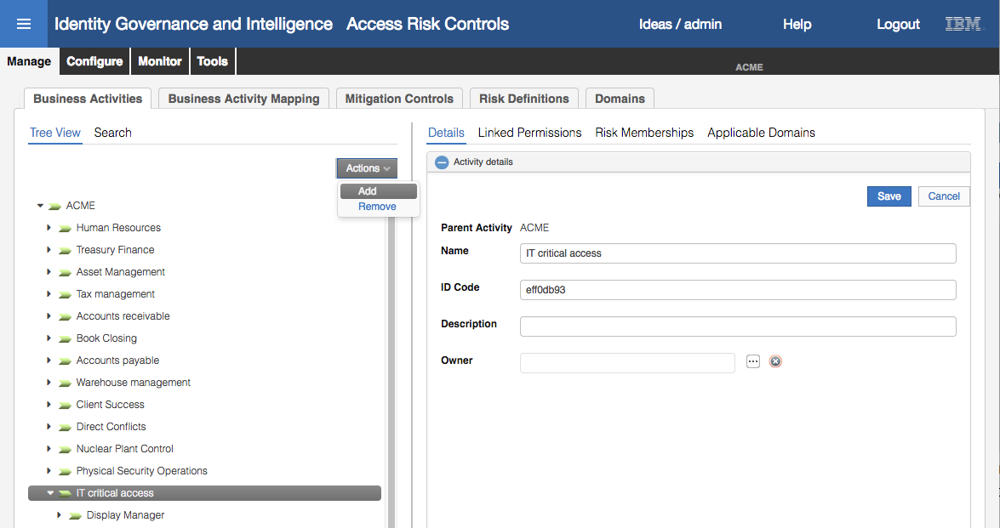 Identity Governance and Intelligence Access Risk Controls Ideas / admin Help Logout IBM
Manage Configure Monitor Tools ACME
Business Activities Business Activity Mapping Mitigation Controls Risk Definitions Domains
Tree View Search
Actions
Add
Remove
ACME
Human Resources
Treasury Finance
Asset Management
Tax management
Accounts receivable
Book Closing
Accounts payable
Warehouse management
Client Success
Direct Conflicts
Nuclear Plant Control
Physical Security Operations
IT critical access
Display Manager
Details Linked Permissions Risk Memberships Applicable Domains
Activity details
Save Cancel
Parent Activity ACME
Name IT critical access
ID Code eff0db93
Description
Owner